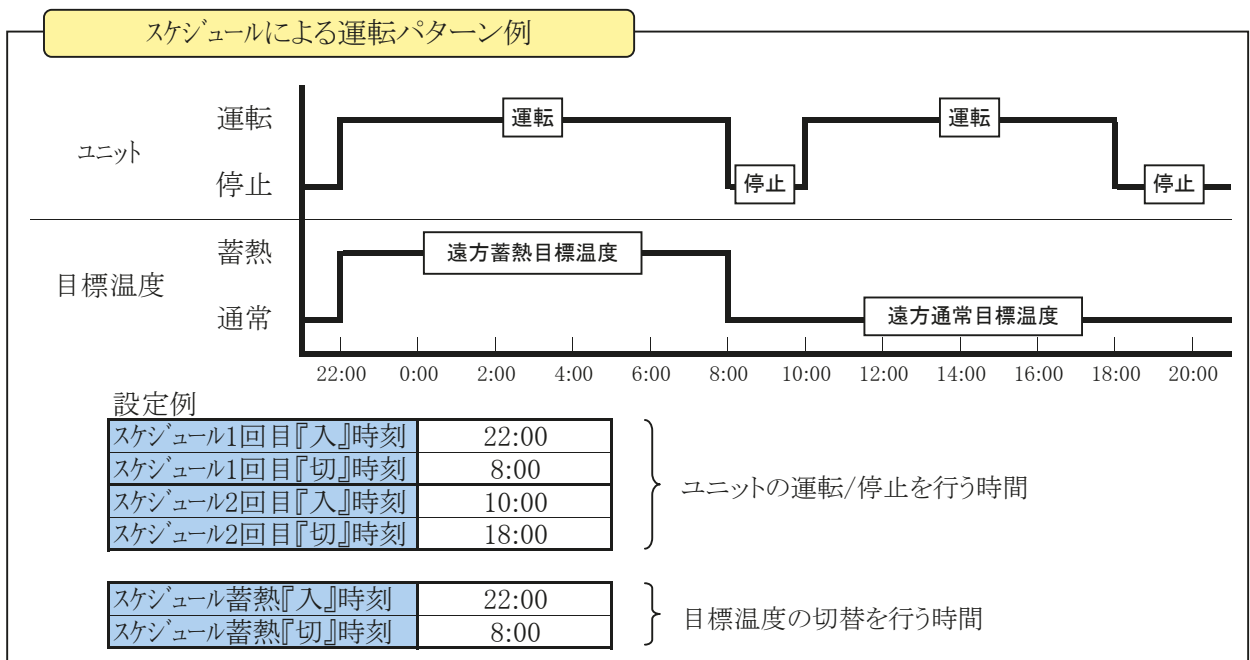 スケジュールによる運転パターン例
運転
運転
運転
ユニット
停止
停止
停止
蓄熱
遠方蓄熱目標温度
目標温度
通常
遠方通常目標温度
22:00 0:00 2:00 4:00 6:00 8:00 10:00 12:00 14:00 16:00 18:00 20:00
設定例
スケジュール1回目『入』時刻 22:00
スケジュール1回目『切』時刻 8:00
スケジュール2回目『入』時刻 10:00
スケジュール2回目『切』時刻 18:00
ユニットの運転/停止を行う時間
スケジュール蓄熱『入』時刻 22:00
スケジュール蓄熱『切』時刻 8:00
目標温度の切替を行う時間